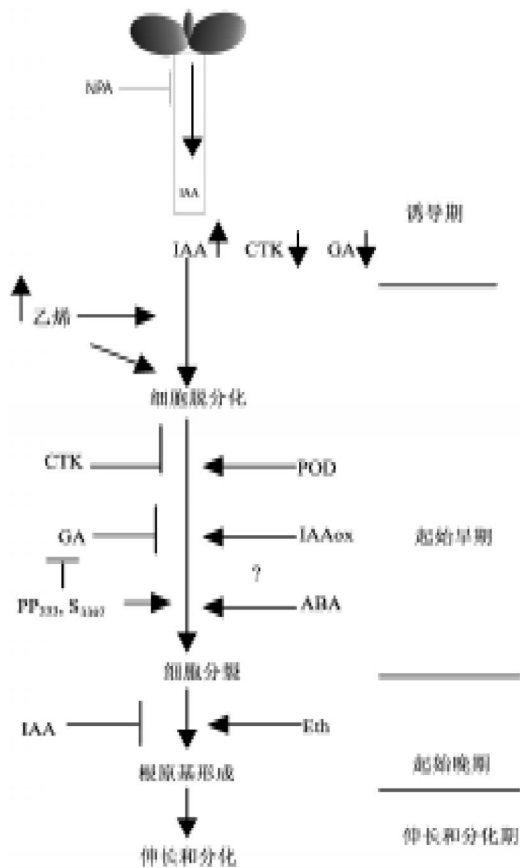 NPA
IAA
诱导期
IAA CTK GA
乙烯
细胞脱分化
CTK POD
GA IAAox 起始早期
?
PP333, S3307 ABA
细胞分裂
IAA Eth
根原基形成 起始晚期
伸长和分化期
伸长和分化